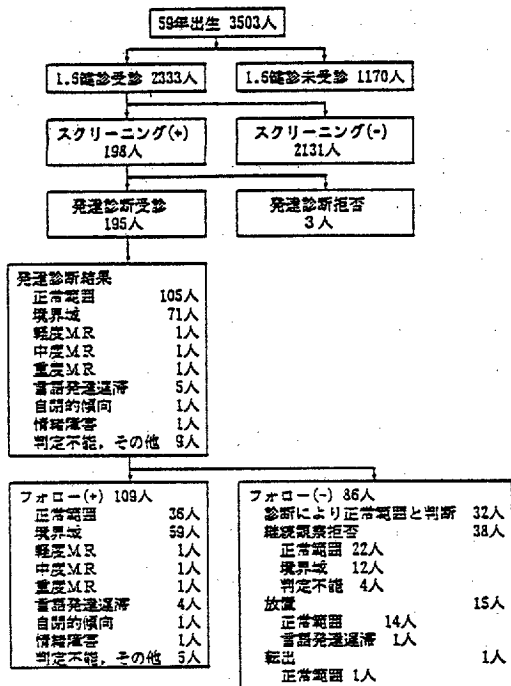 59年出生 3503人
1.6健診受診 2333人
1.6健診未受診 1170人
スクリーニング(+)
198人
スクリーニング(-)
2131人
発達診断受診
195人
発達診断拒否
3人
発達診断結果
正常範囲 105人
境界域 71人
軽度MR 1人
中度MR 1人
重度MR 1人
言語発達遅滞 5人
自閉的傾向 1人
情緒障害 1人
判定不能，その他 9人
フォロー(+) 109人
正常範囲 36人
境界域 59人
軽度MR 1人
中度MR 1人
重度MR 1人
言語発達遅滞 4人
自閉的傾向 1人
情緒障害 1人
判定不能，その他 5人
フォロー(-) 86人
診断により正常範囲と判断 32人
継続観察拒否 38人
正常範囲 22人
境界域 12人
判定不能 4人
放置 15人
正常範囲 14人
言語発達遅滞 1人
転出 1人
正常範囲 1人